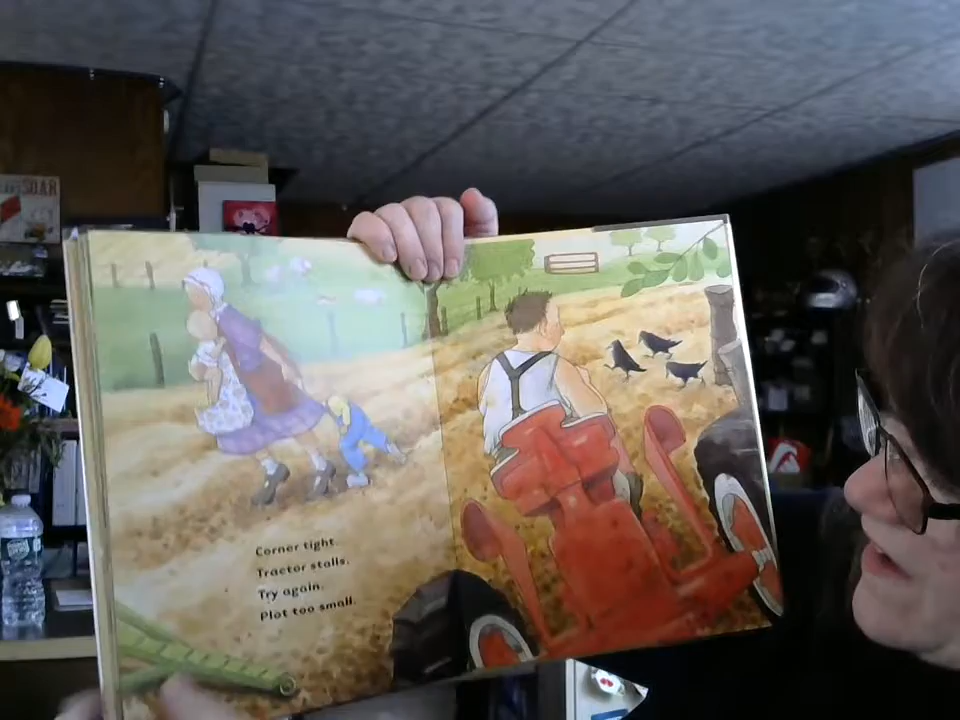 Corner tight.
Tractor stalls.
Try again.
Plot too small.